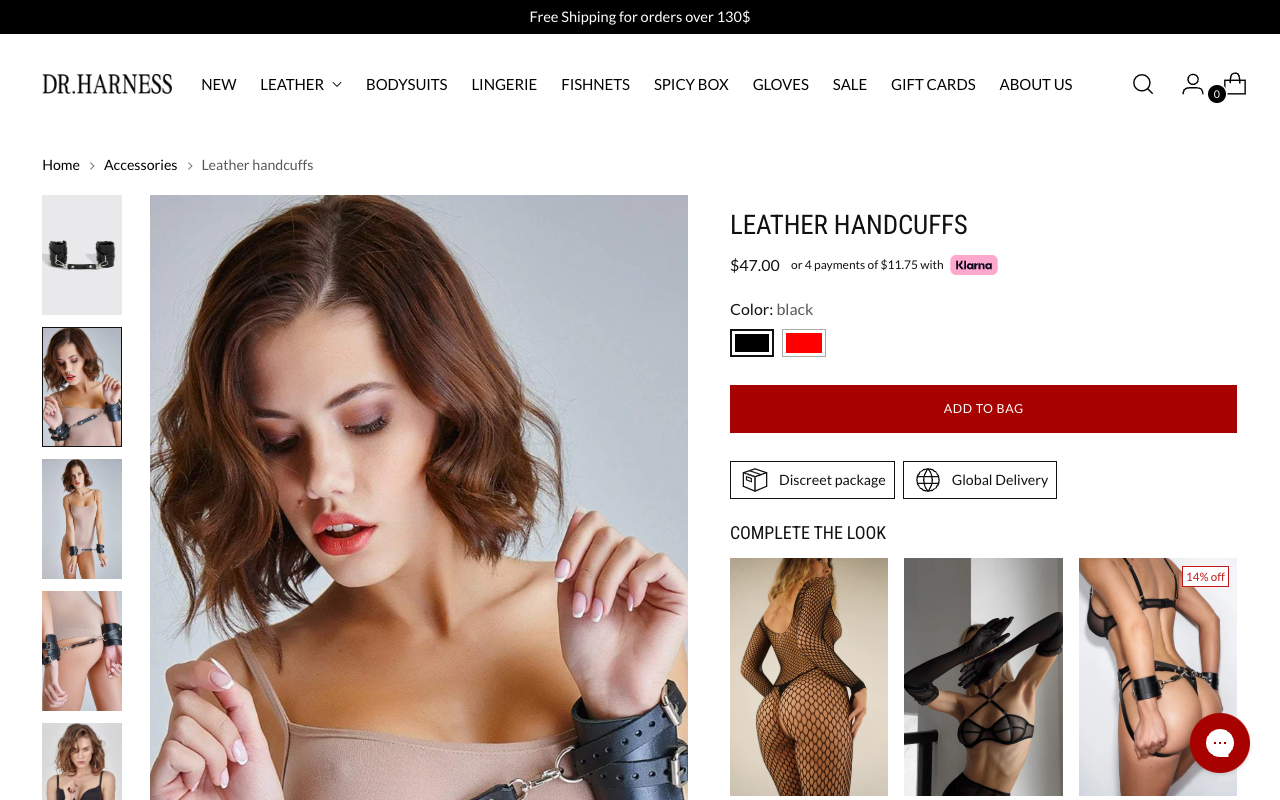 Free Shipping for orders over 130$
DR.HARNESS
NEW
LEATHER
BODYSUITS
LINGERIE
FISHNETS
SPICY BOX
GLOVES
SALE
GIFT CARDS
ABOUT US
0
Home
Accessories
Leather handcuffs
LEATHER HANDCUFFS
$47.00
or 4 payments of $11.75 with Klarna
Color: black
ADD TO BAG
Discreet package
Global Delivery
COMPLETE THE LOOK
14% off